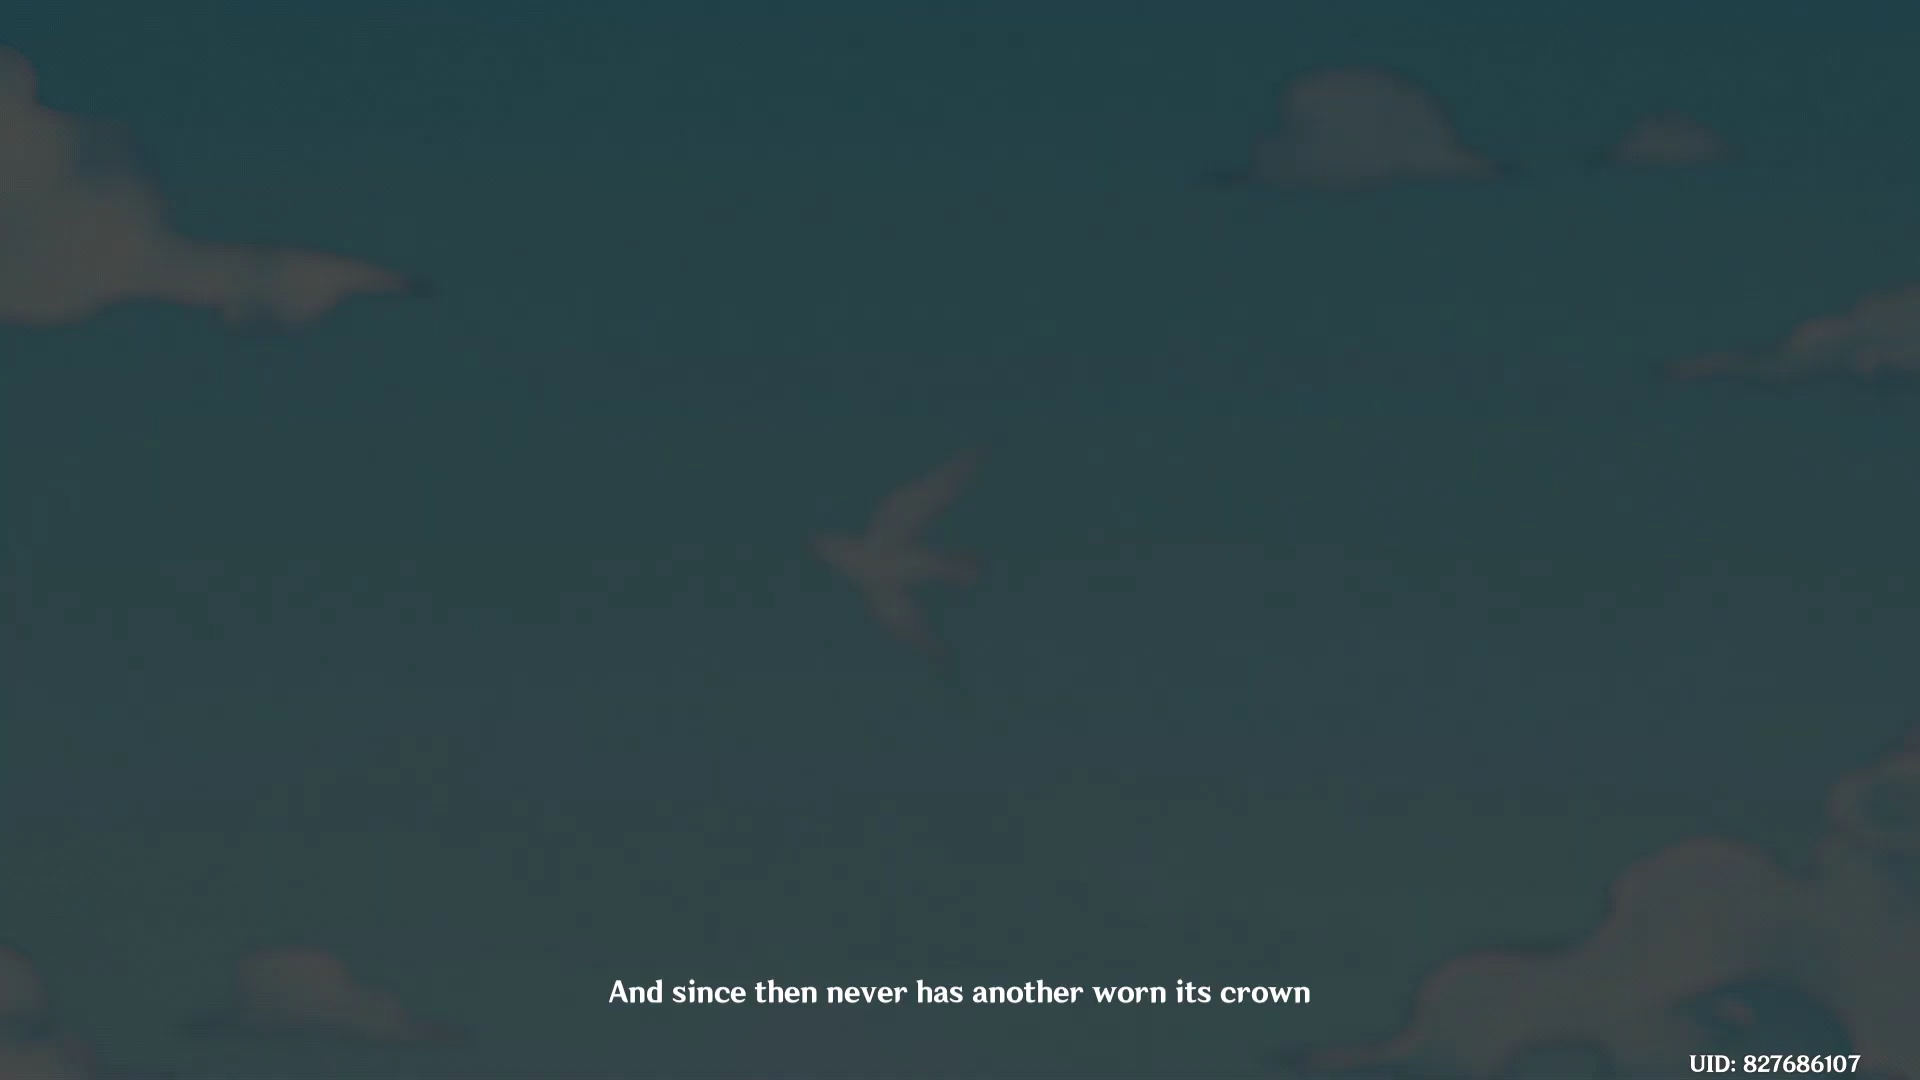 And since then never has another worn its crown
UID: 827686107